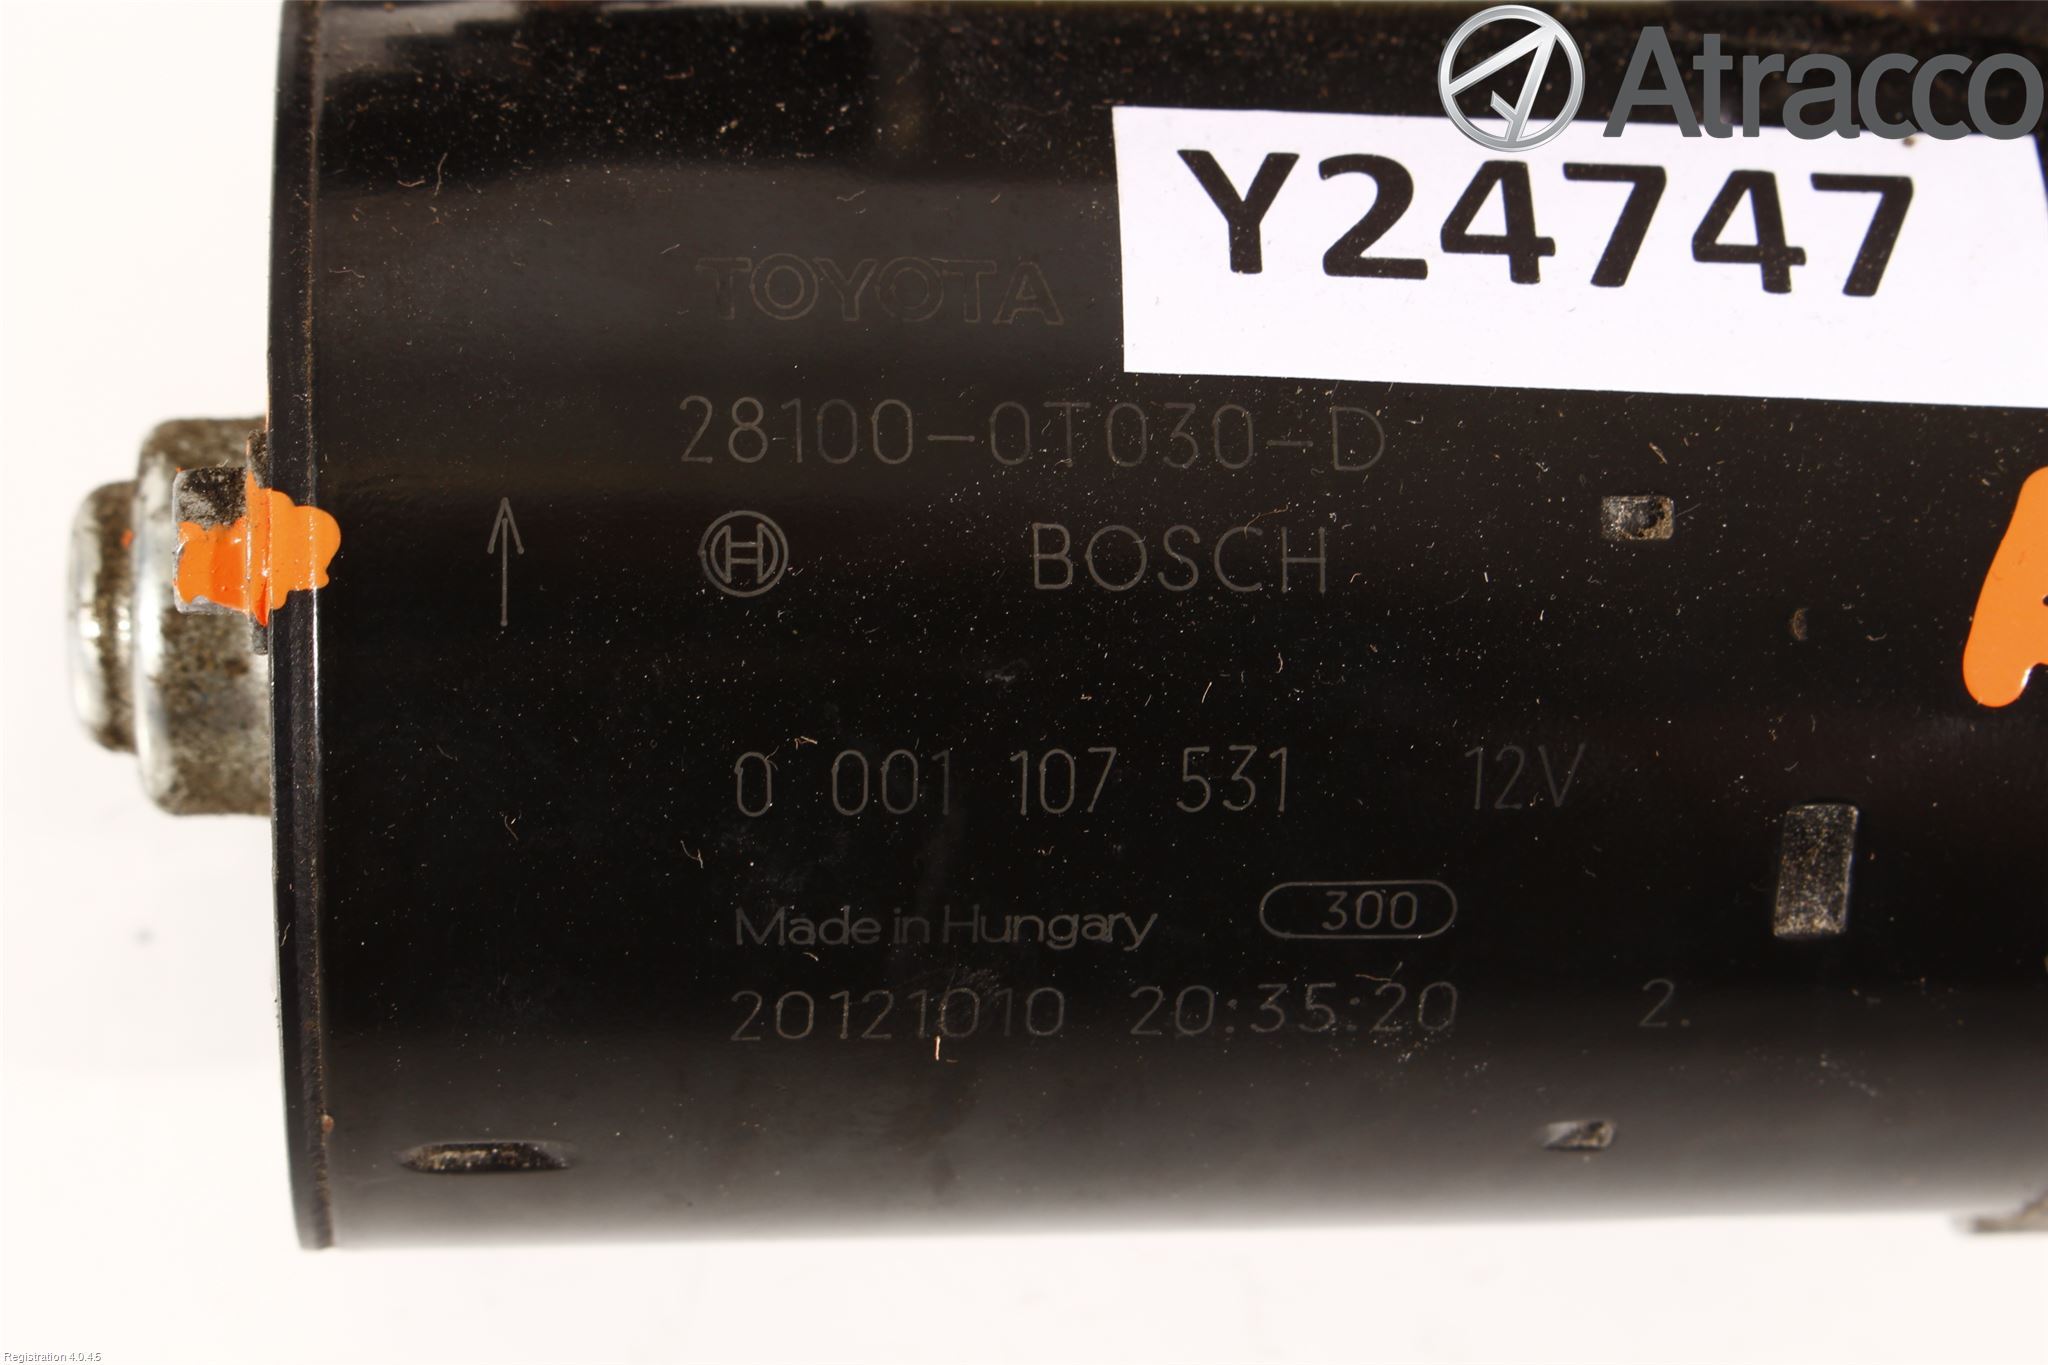 Atracco
Y24747
TOYOTA
28100-0T030-D
BOSCH
0 001 107 531 12V
Made in Hungary 300
20121010 20:35:20 2.
Registration 4.0.4.5